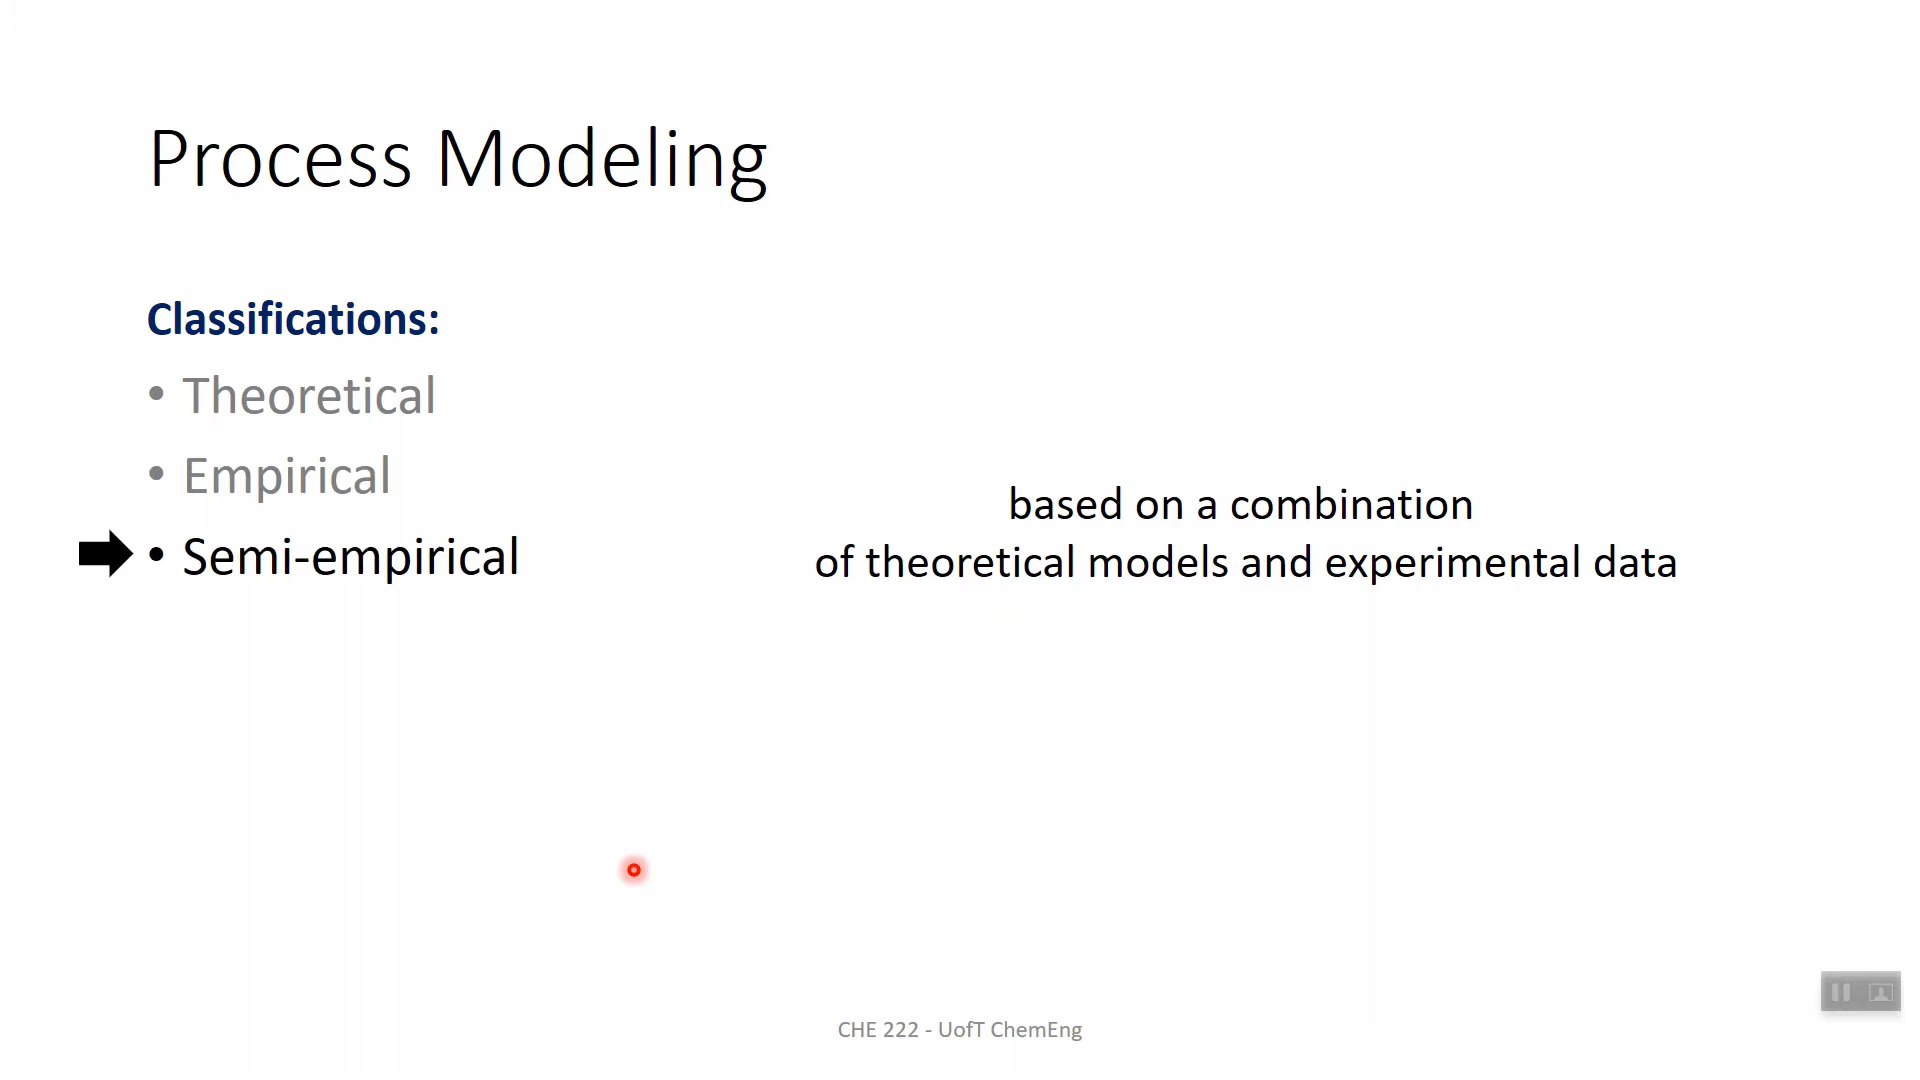 Process Modeling
Classifications:
• Theoretical
• Empirical
• Semi-empirical
based on a combination
of theoretical models and experimental data
CHE 222 - UofT ChemEng